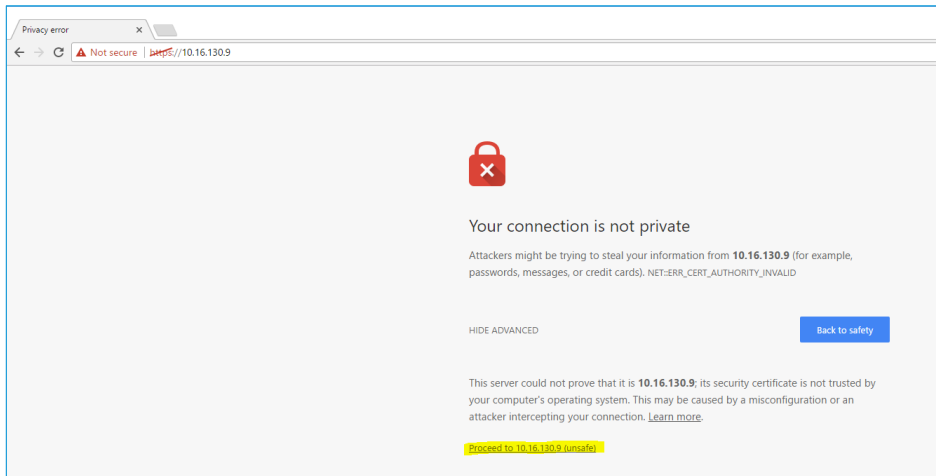 Privacy error
Not secure | https://10.16.130.9
Your connection is not private
Attackers might be trying to steal your information from 10.16.130.9 (for example,
passwords, messages, or credit cards). NET::ERR_CERT_AUTHORITY_INVALID
HIDE ADVANCED
Back to safety
This server could not prove that it is 10.16.130.9; its security certificate is not trusted by
your computer's operating system. This may be caused by a misconfiguration or an
attacker intercepting your connection. Learn more.
Proceed to 10.16.130.9 (unsafe)